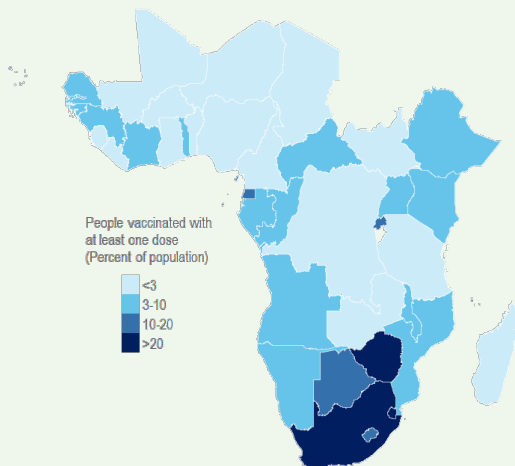 People vaccinated with
at least one dose
(Percent of population)
<3
3-10
10-20
>20